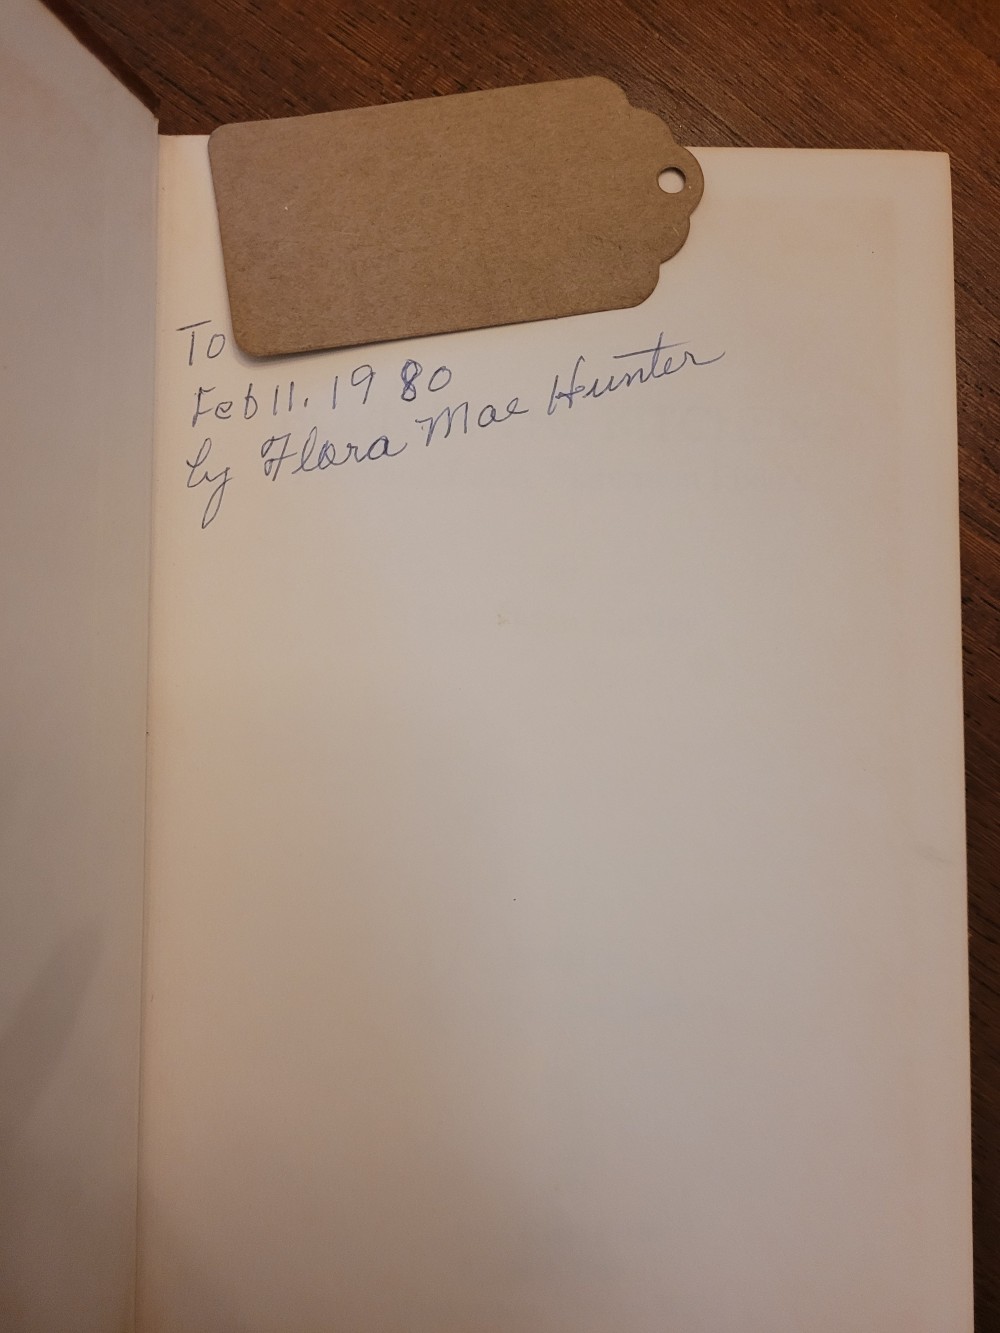 To
Feb 11. 1980
by Flora Mae Hunter